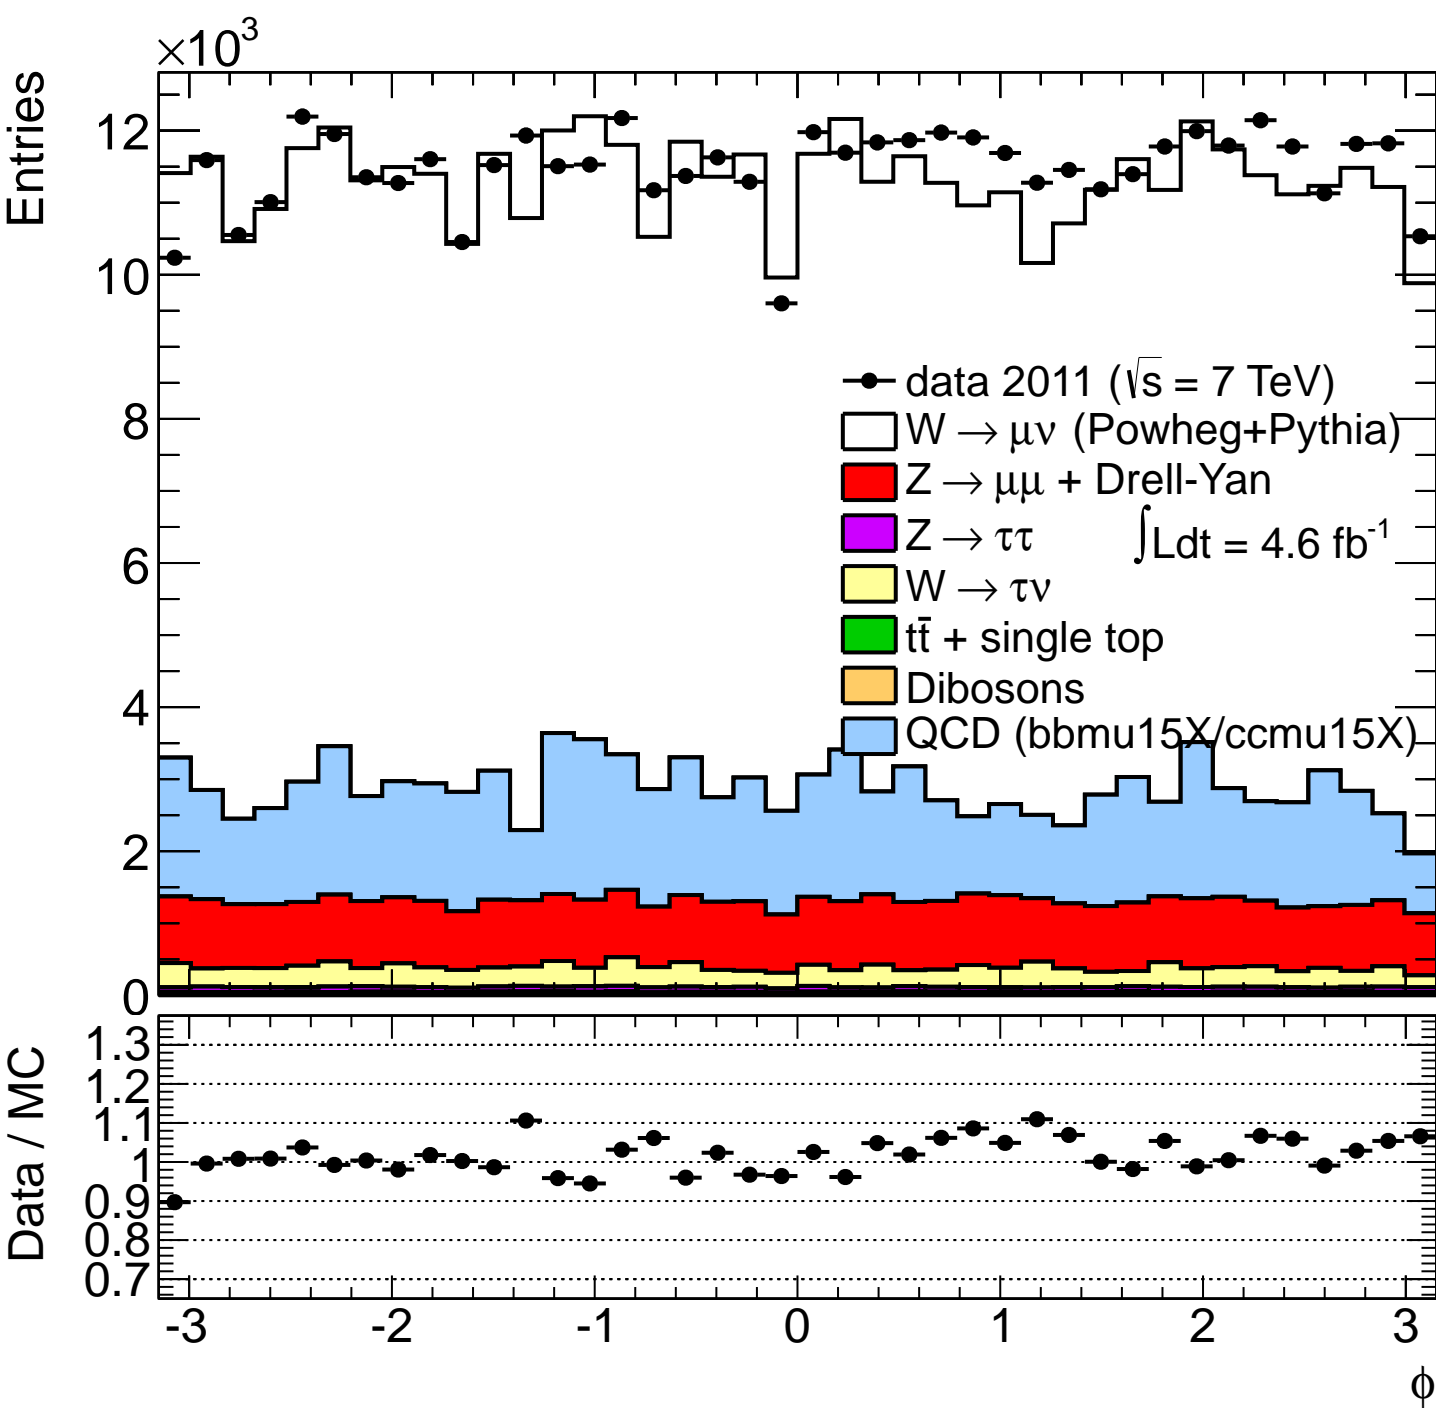 ×10³
Entries
12
10
8
6
4
2
0
data 2011 (√s = 7 TeV)
W → μν (Powheg+Pythia)
Z → μμ + Drell-Yan
Z → ττ
∫Ldt = 4.6 fb⁻¹
W → τν
tt̄ + single top
Dibosons
QCD (bbmu15X/ccmu15X)
Data / MC
1.3
1.2
1.1
1
0.9
0.8
0.7
-3 -2 -1 0 1 2 3
ϕ